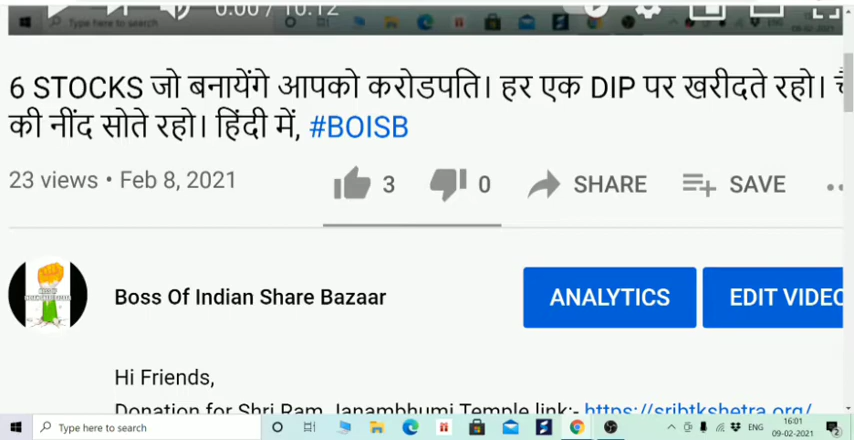 0:00 / 10:12
Type here to search
6 STOCKS जो बनायेंगे आपको करोडपति। हर एक DIP पर खरीदते रहो।
की नींद सोते रहो। हिंदी में, #BOISB
23 views • Feb 8, 2021
3
0
SHARE
SAVE
Boss Of Indian Share Bazaar
ANALYTICS
EDIT VIDEO
Hi Friends,
Donation for Shri Ram Janambhumi Temple link:- https://srjbtkshetra.org/
Type here to search
ENG
16:01
09-02-2021
2